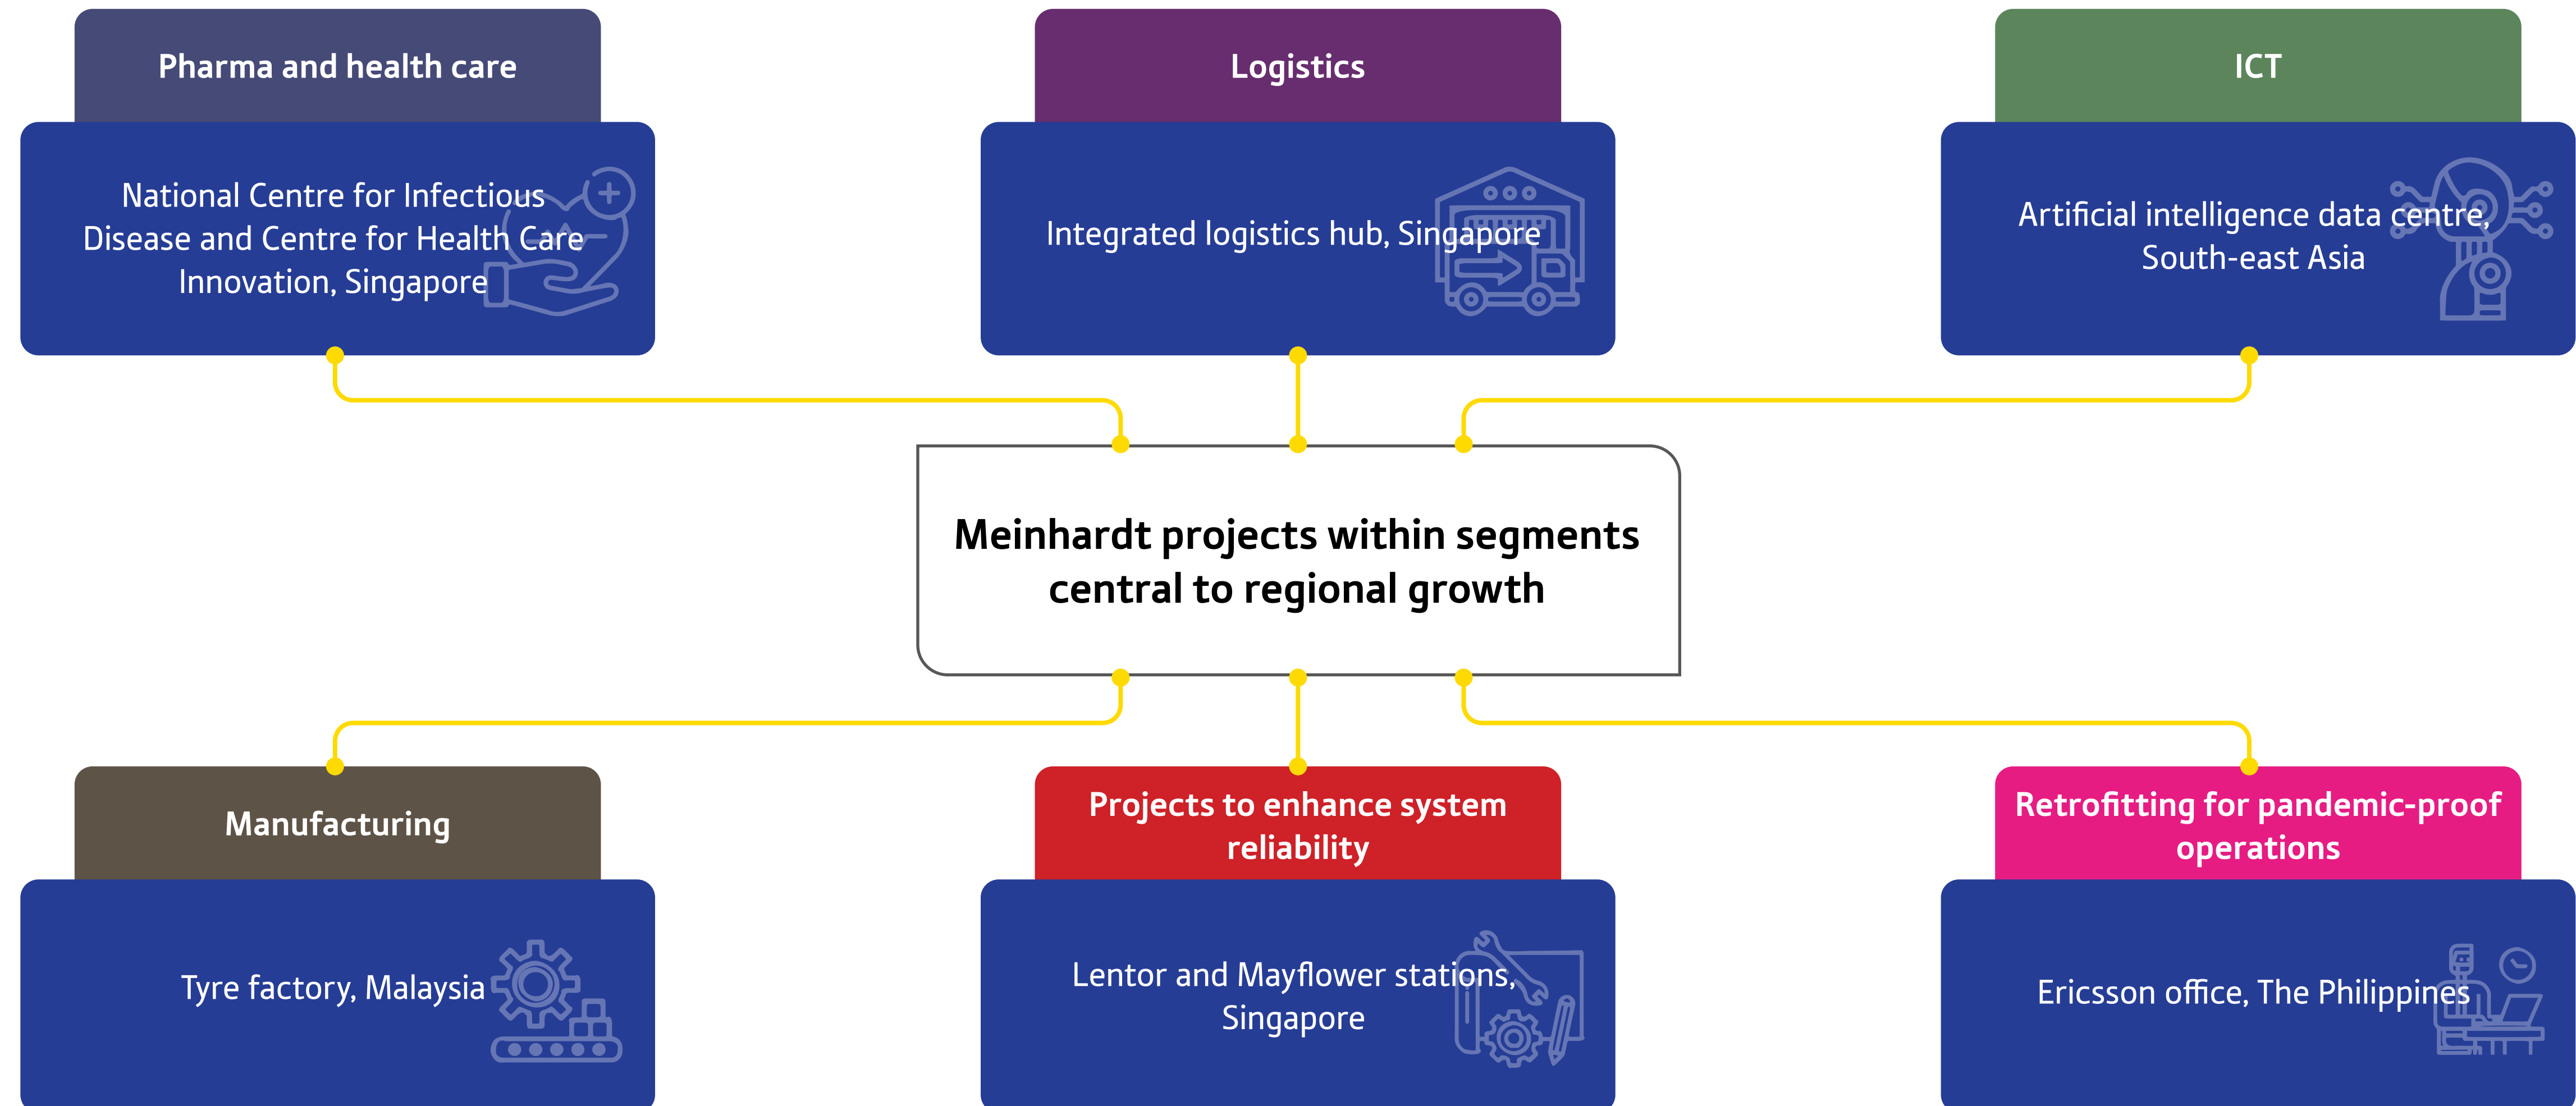 Pharma and health care
National Centre for Infectious
Disease and Centre for Health Care
Innovation, Singapore
Logistics
Integrated logistics hub, Singapore
ICT
Artificial intelligence data centre,
South-east Asia
Meinhardt projects within segments
central to regional growth
Manufacturing
Tyre factory, Malaysia
Projects to enhance system
reliability
Lentor and Mayflower stations,
Singapore
Retrofitting for pandemic-proof
operations
Ericsson office, The Philippines